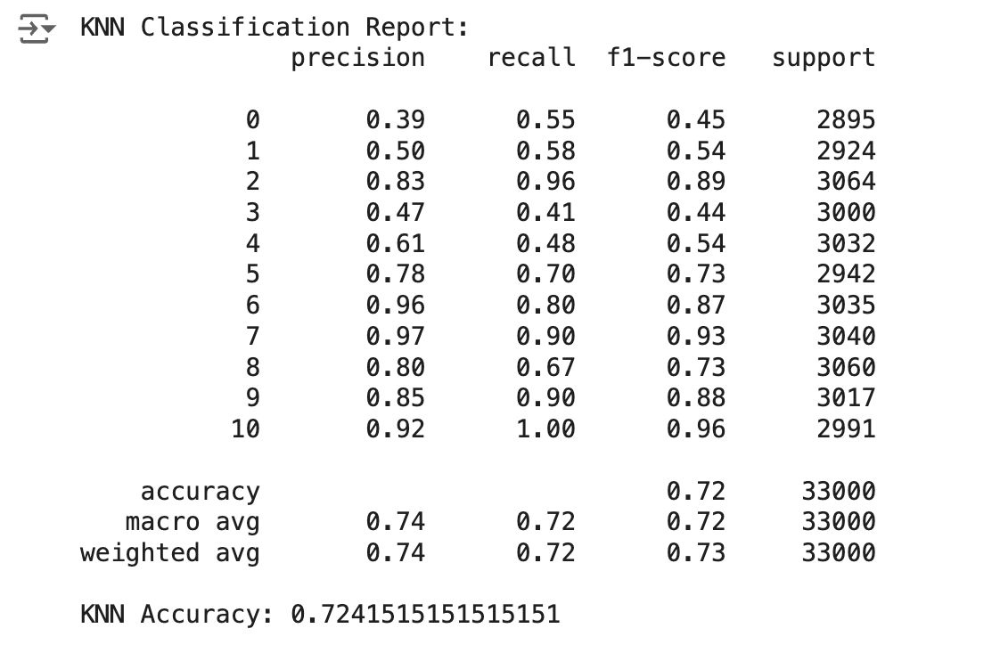 KNN Classification Report:
precision recall f1-score support
0 0.39 0.55 0.45 2895
1 0.50 0.58 0.54 2924
2 0.83 0.96 0.89 3064
3 0.47 0.41 0.44 3000
4 0.61 0.48 0.54 3032
5 0.78 0.70 0.73 2942
6 0.96 0.80 0.87 3035
7 0.97 0.90 0.93 3040
8 0.80 0.67 0.73 3060
9 0.85 0.90 0.88 3017
10 0.92 1.00 0.96 2991
accuracy 0.72 33000
macro avg 0.74 0.72 0.72 33000
weighted avg 0.74 0.72 0.73 33000
KNN Accuracy: 0.7241515151515151